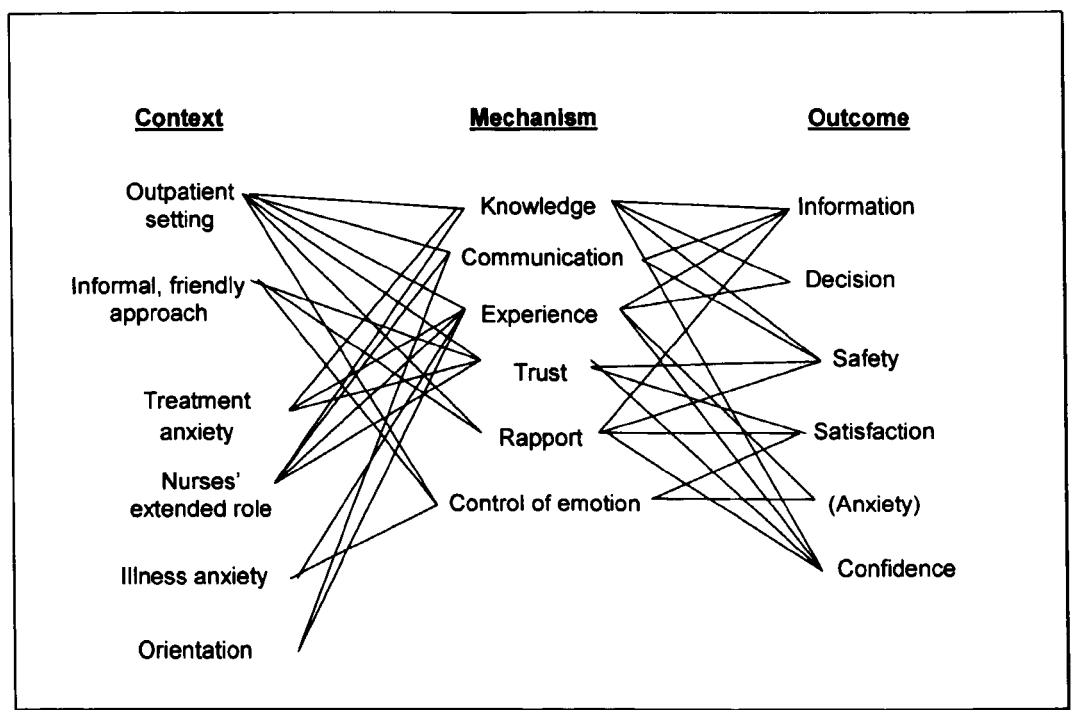 Context
Mechanism
Outcome
Outpatient
setting
Informal, friendly
approach
Treatment
anxiety
Nurses'
extended role
Illness anxiety
Orientation
Knowledge
Communication
Experience
Trust
Rapport
Control of emotion
Information
Decision
Safety
Satisfaction
(Anxiety)
Confidence